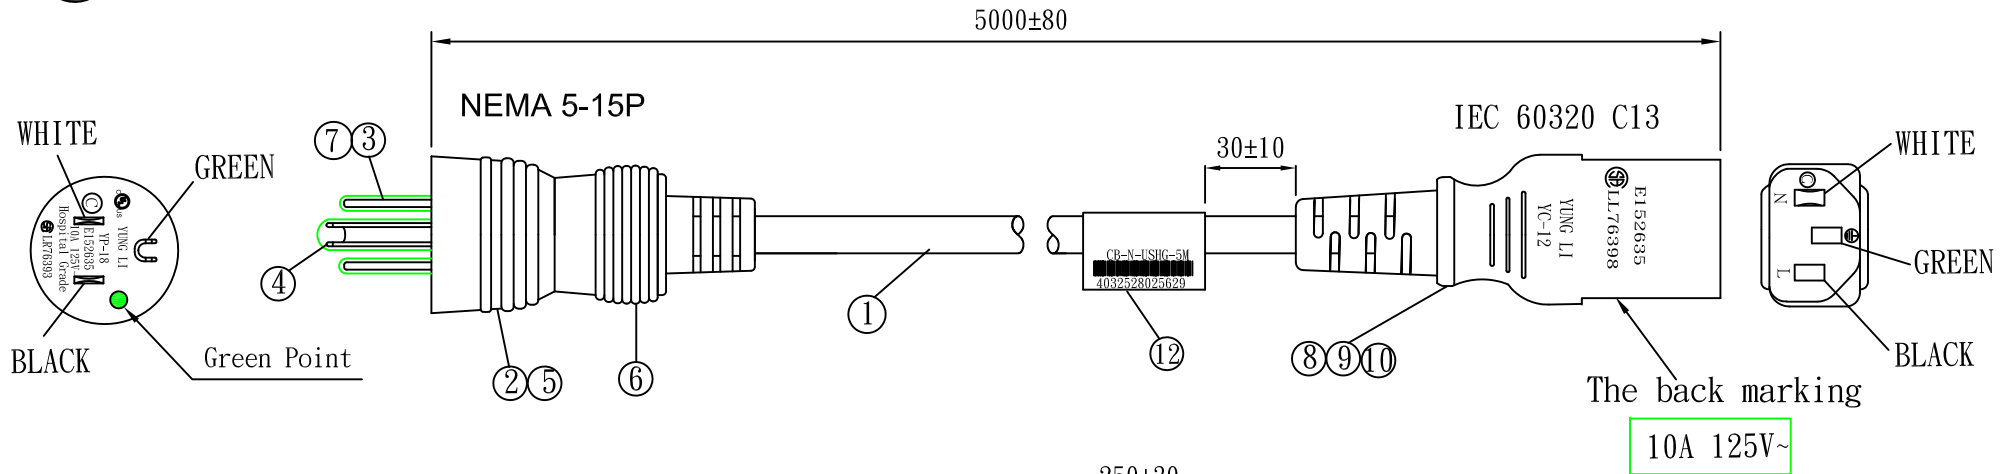 5000±80
NEMA 5-15P
IEC 60320 C13
WHITE
GREEN
BLACK
Green Point
C
c
US
YUNG LI
YP-18
E152635
10A 125V~
Hospital Grade
LR76393
7
3
4
2
5
6
1
30±10
CB-N-USHG-5M
4032528025629
12
8
9
10
YUNG LI
YC-12
LL76398
E152635
The back marking
10A 125V~
C
N
L
WHITE
GREEN
BLACK